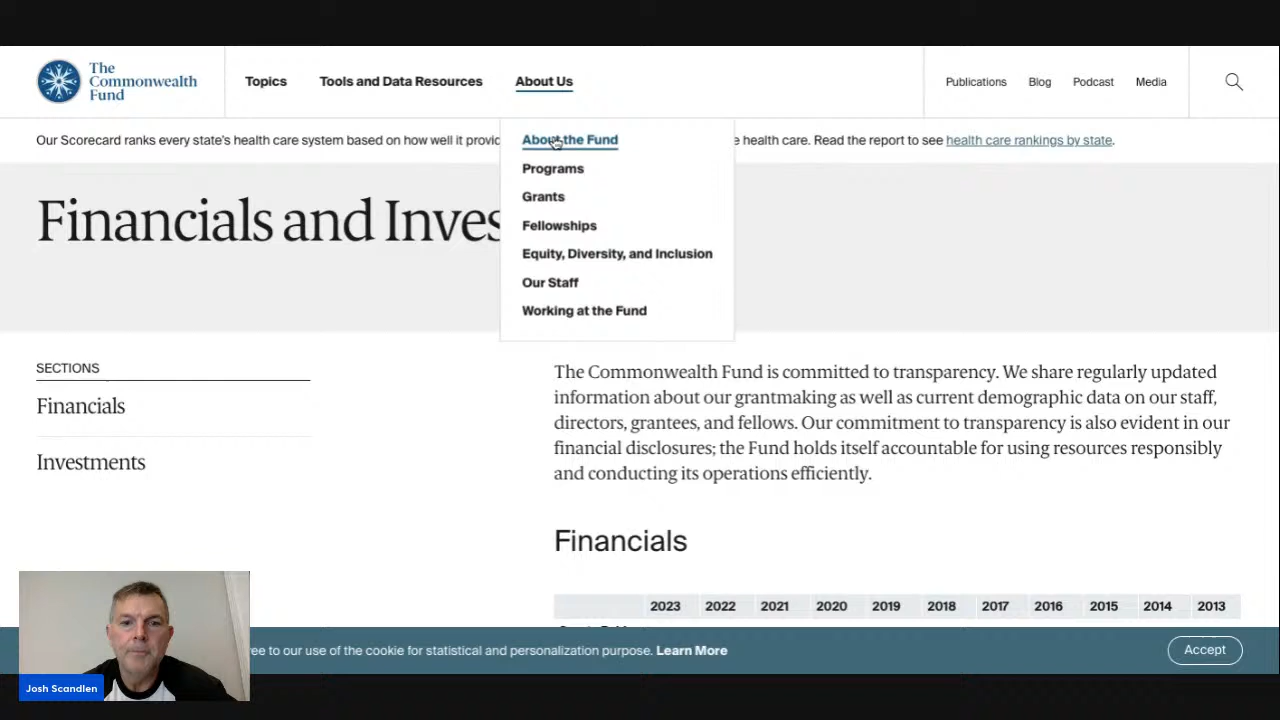 The
Commonwealth
Fund
Topics
Tools and Data Resources
About Us
Publications
Blog
Podcast
Media
Our Scorecard ranks every state's health care system based on how well it provi
e health care. Read the report to see health care rankings by state.
About the Fund
Programs
Grants
Fellowships
Equity, Diversity, and Inclusion
Our Staff
Working at the Fund
Financials and Inves
SECTIONS
Financials
Investments
The Commonwealth Fund is committed to transparency. We share regularly updated
information about our grantmaking as well as current demographic data on our staff,
directors, grantees, and fellows. Our commitment to transparency is also evident in our
financial disclosures; the Fund holds itself accountable for using resources responsibly
and conducting its operations efficiently.
Financials
2023 2022 2021 2020 2019 2018 2017 2016 2015 2014 2013
ree to our use of the cookie for statistical and personalization purpose. Learn More
Accept
Josh Scandlen